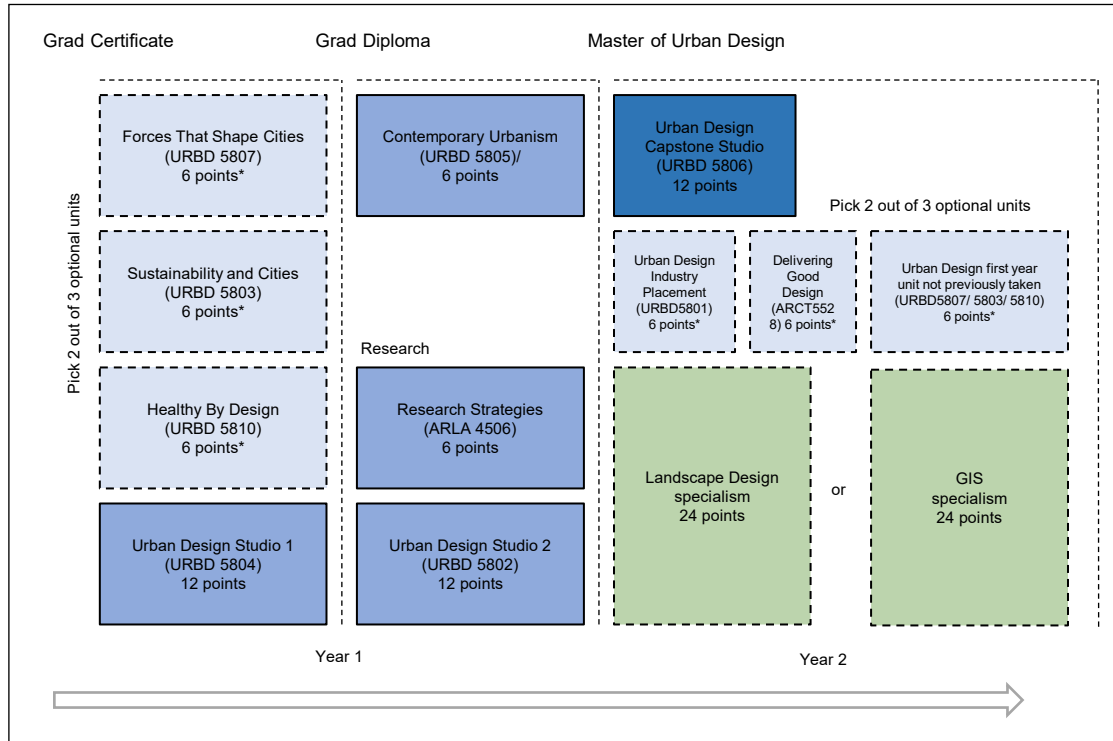 Grad Certificate
Grad Diploma
Master of Urban Design
Pick 2 out of 3 optional units
Forces That Shape Cities
(URBD 5807)
6 points*
Sustainability and Cities
(URBD 5803)
6 points*
Healthy By Design
(URBD 5810)
6 points*
Urban Design Studio 1
(URBD 5804)
12 points
Contemporary Urbanism
(URBD 5805)/
6 points
Research
Research Strategies
(ARLA 4506)
6 points
Urban Design Studio 2
(URBD 5802)
12 points
Urban Design
Capstone Studio
(URBD 5806)
12 points
Pick 2 out of 3 optional units
Urban Design
Industry
Placement
(URBD5801)
6 points*
Delivering
Good
Design
(ARCT552
8) 6 points*
Urban Design first year
unit not previously taken
(URBD5807/ 5803/ 5810)
6 points*
Landscape Design
specialism
24 points
or
GIS
specialism
24 points
Year 1
Year 2